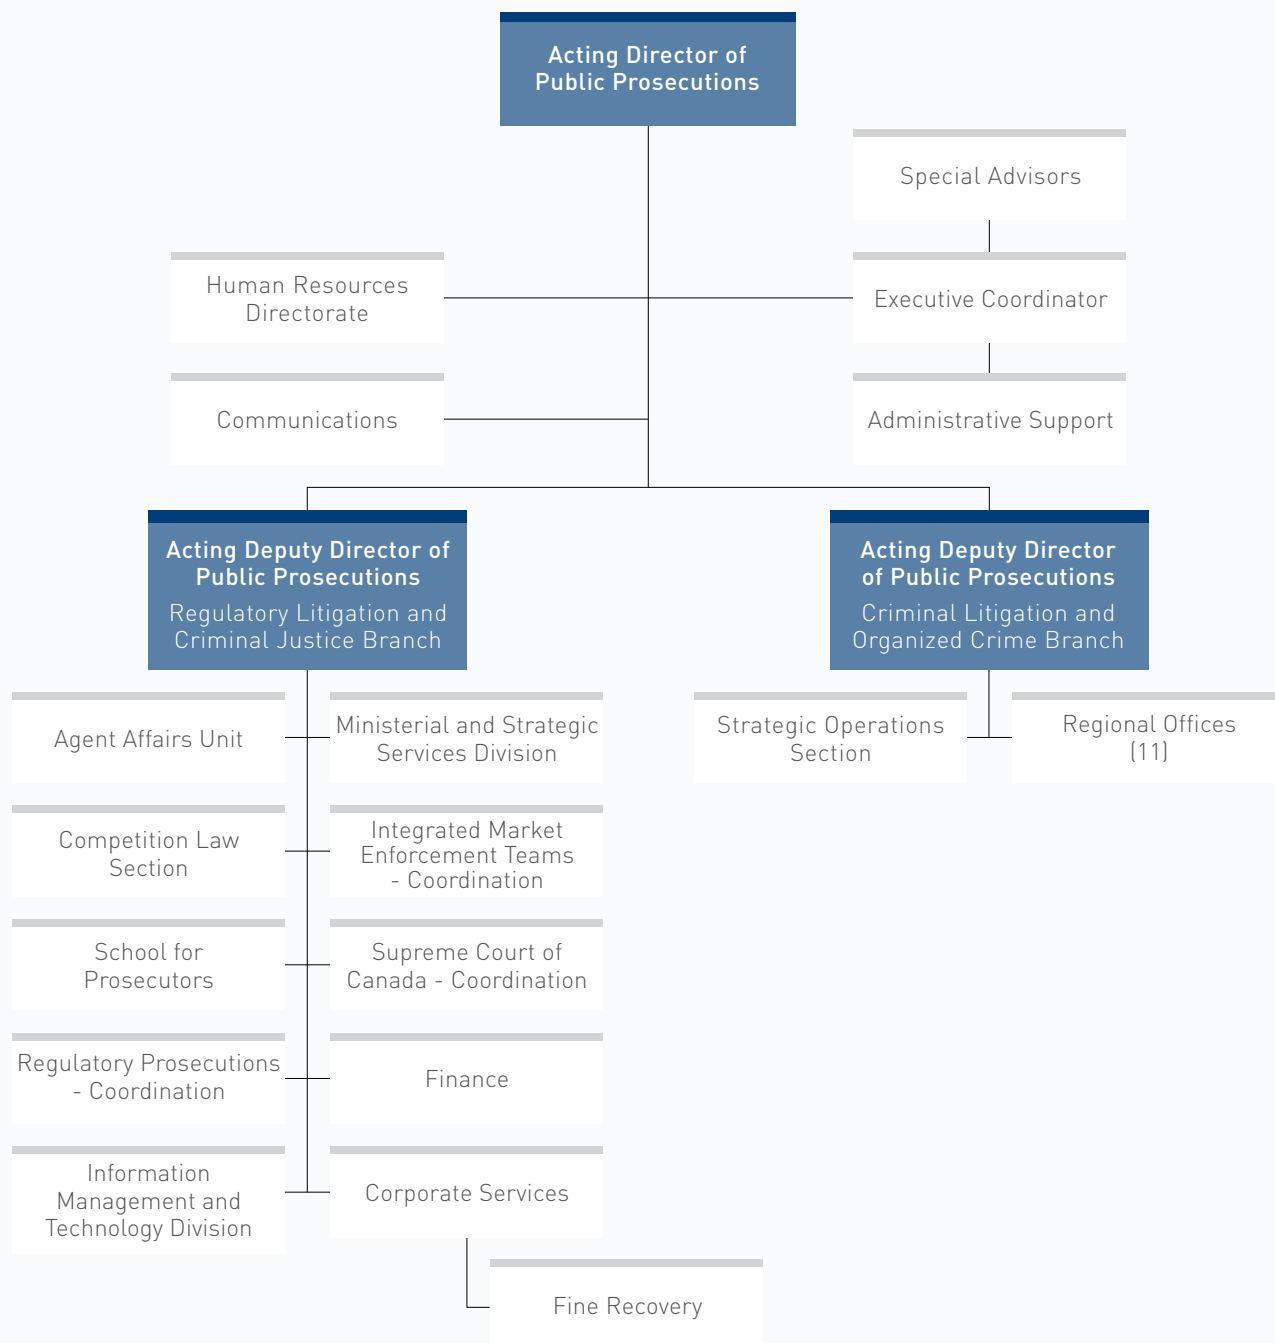 Acting Director of
Public Prosecutions
Special Advisors
Human Resources
Directorate
Executive Coordinator
Communications
Administrative Support
Acting Deputy Director of
Public Prosecutions
Regulatory Litigation and
Criminal Justice Branch
Acting Deputy Director
of Public Prosecutions
Criminal Litigation and
Organized Crime Branch
Agent Affairs Unit
Ministerial and Strategic
Services Division
Strategic Operations
Section
Regional Offices
(11)
Competition Law
Section
Integrated Market
Enforcement Teams
- Coordination
School for
Prosecutors
Supreme Court of
Canada - Coordination
Regulatory Prosecutions
- Coordination
Finance
Information
Management and
Technology Division
Corporate Services
Fine Recovery